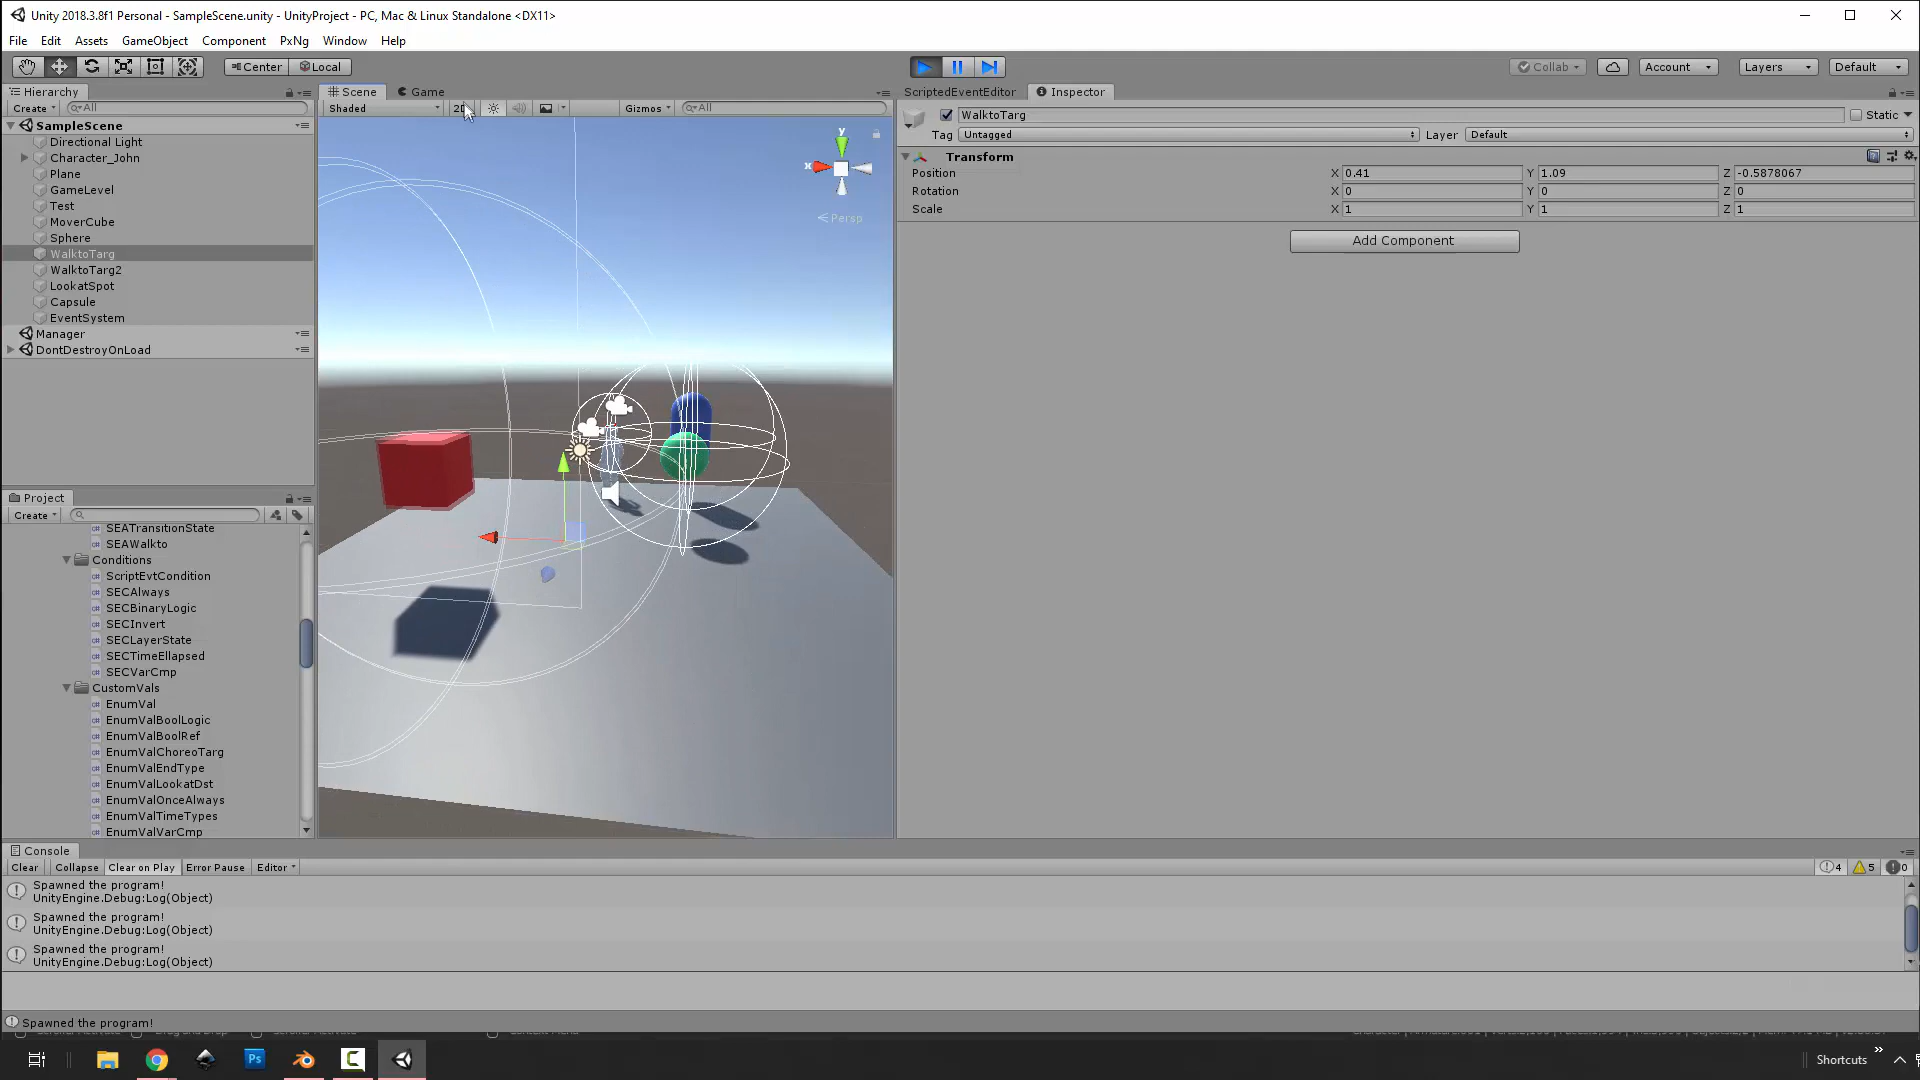 Unity 2018.3.8f1 Personal - SampleScene.unity - UnityProject - PC, Mac & Linux Standalone <DX11>
File Edit Assets GameObject Component PxNg Window Help
Center Local Collab Account Layers Default
Hierarchy
Create All
SampleScene
Directional Light
Character_John
Plane
GameLevel
Test
MoverCube
Sphere
WalktoTarg
WalktoTarg2
LookatSpot
Capsule
EventSystem
Manager
DontDestroyOnLoad
Scene Game
Shaded Gizmos All
y
x
Persp
ScriptedEventEditor Inspector
WalktoTarg Static
Tag Untagged Layer Default
Transform
Position X 0.41 Y 1.09 Z -0.5878067
Rotation X 0 Y 0 Z 0
Scale X 1 Y 1 Z 1
Add Component
Project
Create
SEATransitionState
SEAWalkto
Conditions
ScriptEvtCondition
SECAlways
SECBinaryLogic
SECInvert
SECLayerState
SECTimeEllapsed
SECVarCmp
CustomVals
EnumVal
EnumValBoolLogic
EnumValBoolRef
EnumValChoreoTarg
EnumValEndType
EnumValLookatDst
EnumValOnceAlways
EnumValTimeTypes
EnumValVarCmp
Console
Clear Collapse Clear on Play Error Pause Editor 4 5 0
Spawned the program!
UnityEngine.Debug:Log(Object)
Spawned the program!
UnityEngine.Debug:Log(Object)
Spawned the program!
UnityEngine.Debug:Log(Object)
Spawned the program!
Ps
Shortcuts